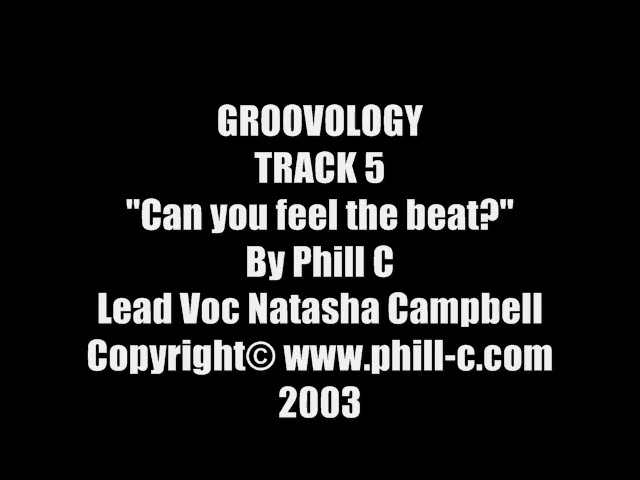 GROOVOLOGY
TRACK 5
"Can you feel the beat?"
By Phill C
Lead Voc Natasha Campbell
Copyright© www.phill-c.com
2003